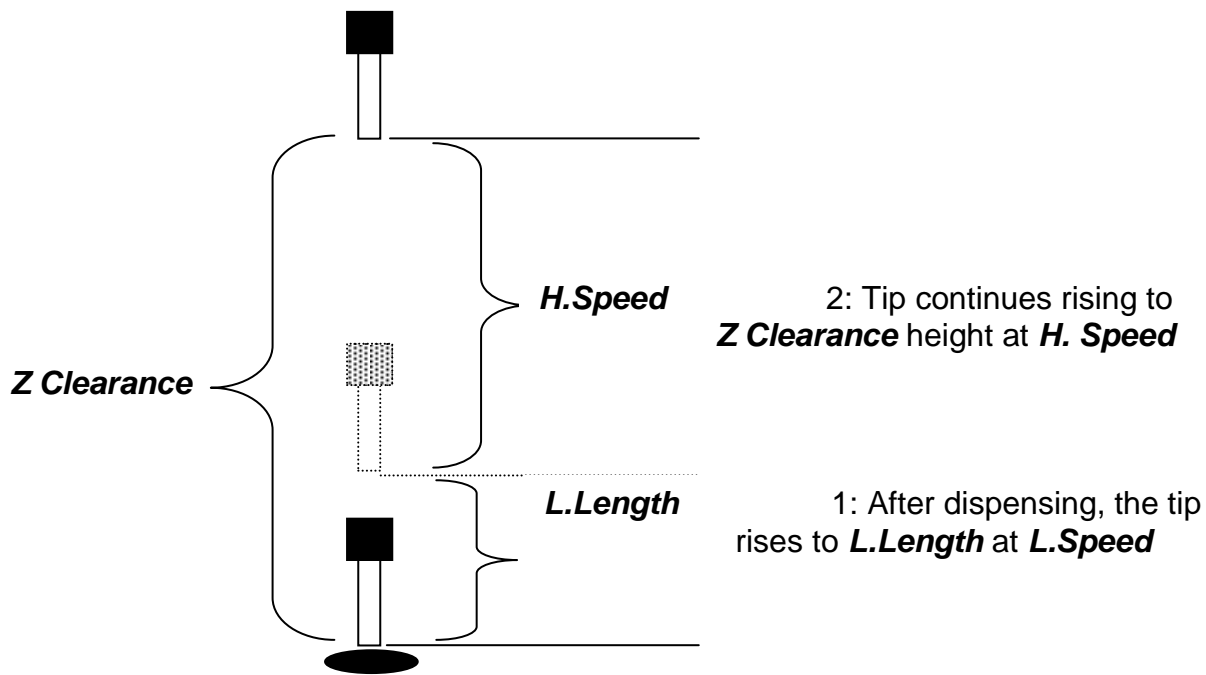 H.Speed
2: Tip continues rising to
Z Clearance height at H. Speed
Z Clearance
L.Length
1: After dispensing, the tip
rises to L.Length at L.Speed